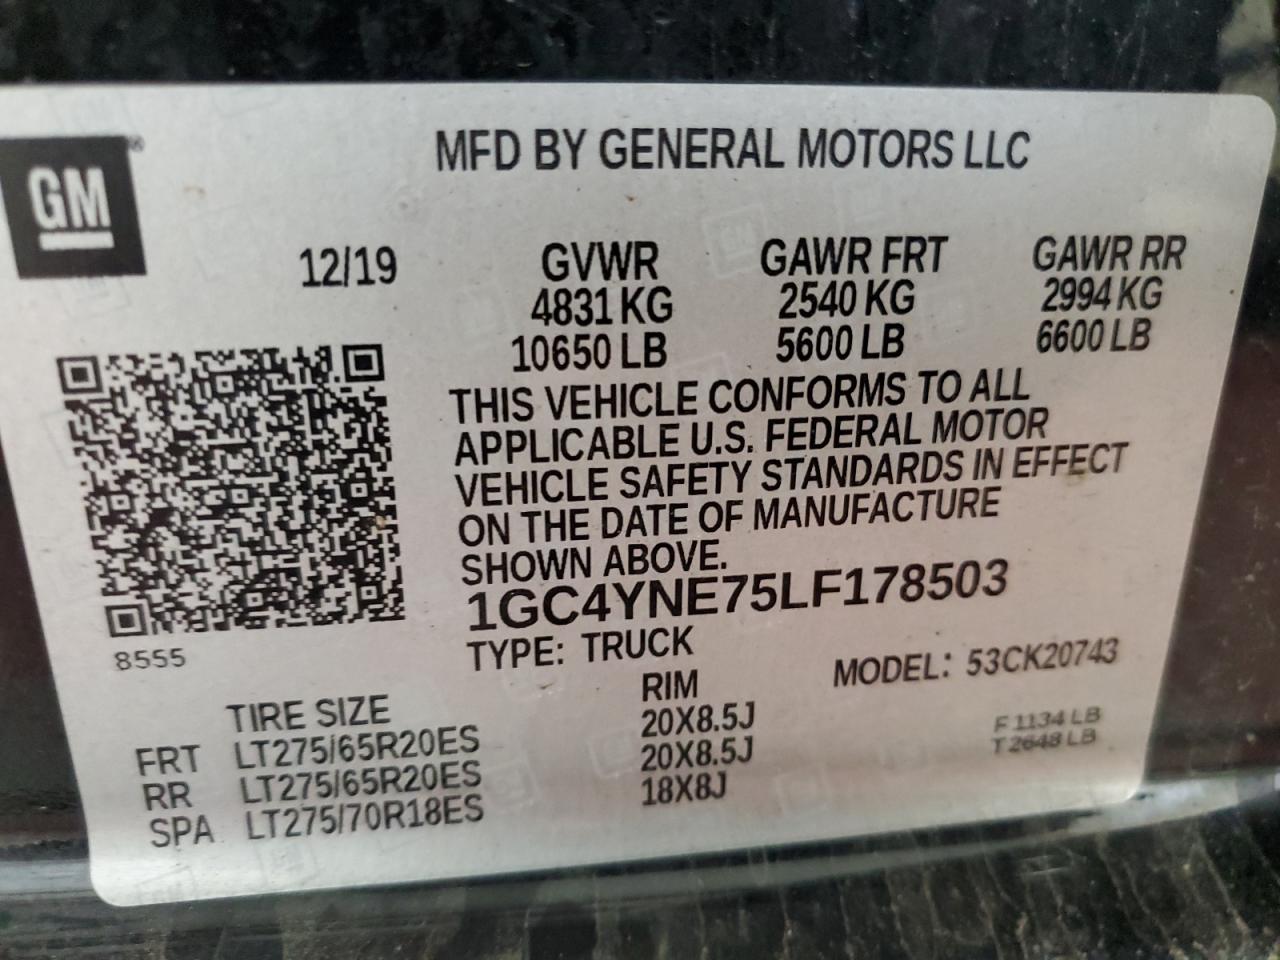 GM
MFD BY GENERAL MOTORS LLC
12/19 GVWR GAWR FRT GAWR RR
4831 KG 2540 KG 2994 KG
10650 LB 5600 LB 6600 LB
THIS VEHICLE CONFORMS TO ALL
APPLICABLE U.S. FEDERAL MOTOR
VEHICLE SAFETY STANDARDS IN EFFECT
ON THE DATE OF MANUFACTURE
SHOWN ABOVE.
1GC4YNE75LF178503
8555
TYPE: TRUCK MODEL: 53CK20743
TIRE SIZE RIM
FRT LT275/65R20ES 20X8.5J F 1134 LB
RR LT275/65R20ES 20X8.5J T 2648 LB
SPA LT275/70R18ES 18X8J